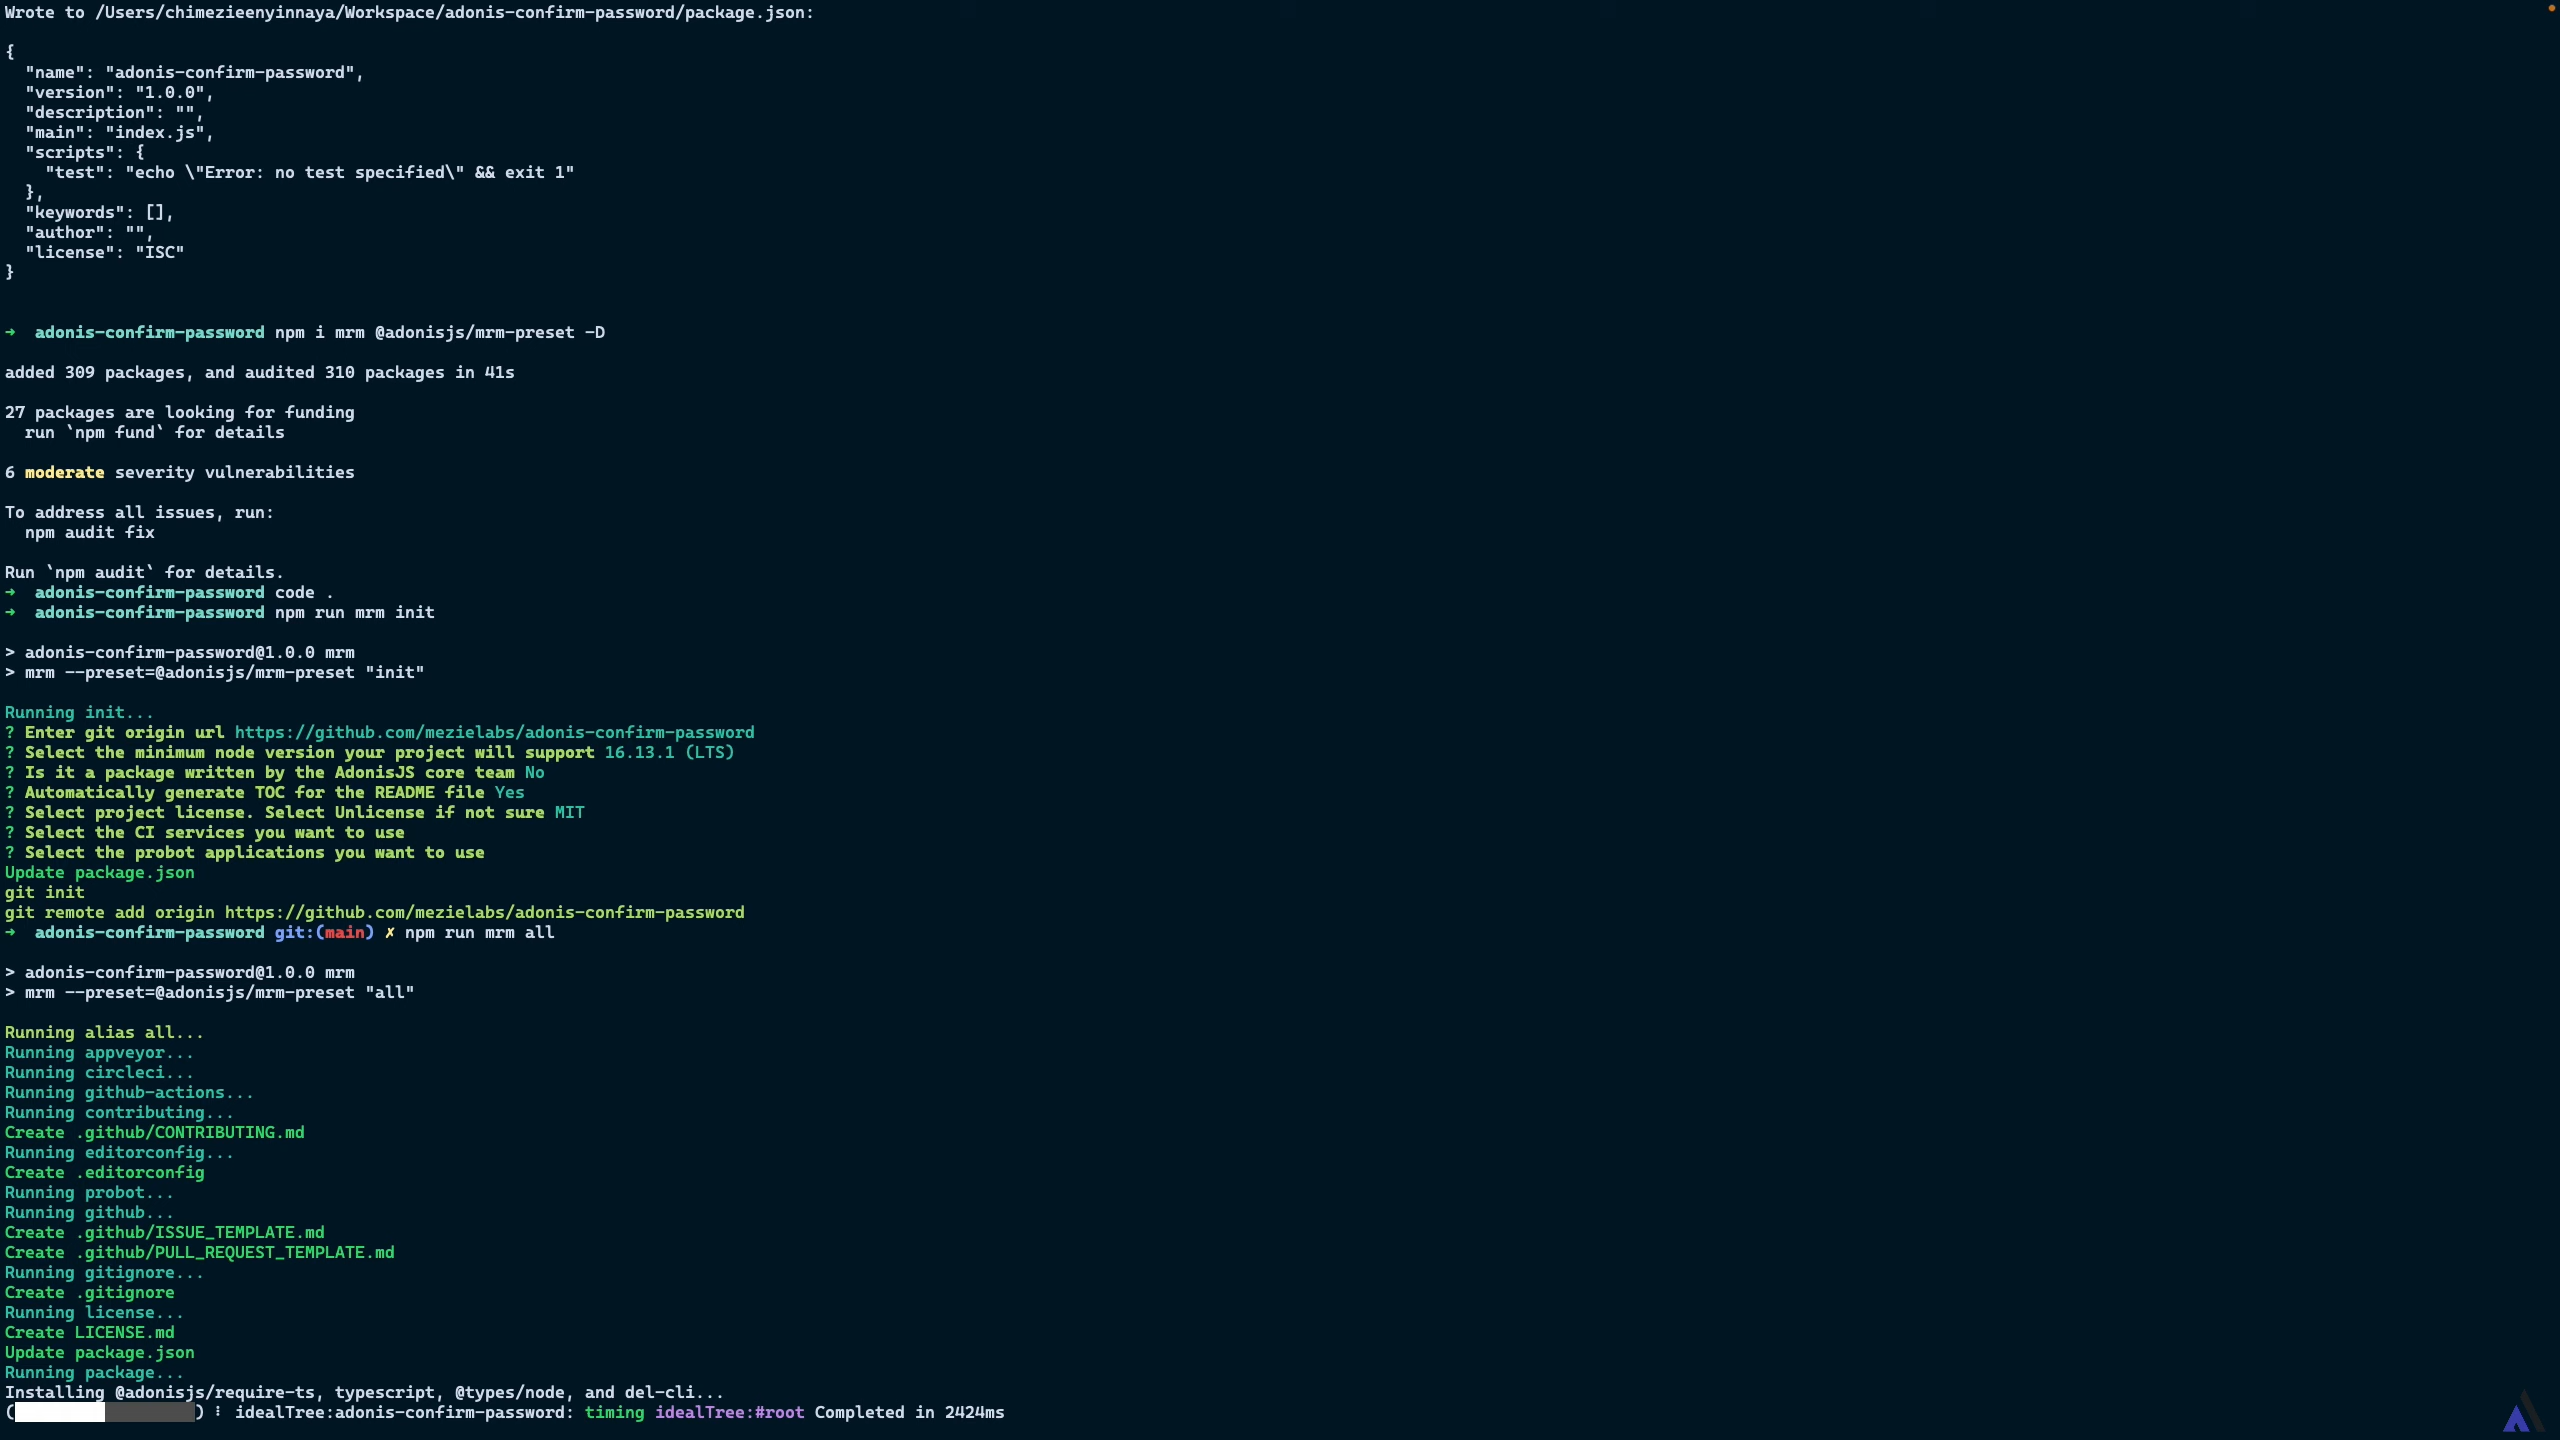 Wrote to /Users/chimezieenyinnaya/Workspace/adonis-confirm-password/package.json:
{
  "name": "adonis-confirm-password",
  "version": "1.0.0",
  "description": "",
  "main": "index.js",
  "scripts": {
    "test": "echo \"Error: no test specified\" && exit 1"
  },
  "keywords": [],
  "author": "",
  "license": "ISC"
}
➜  adonis-confirm-password npm i mrm @adonisjs/mrm-preset -D
added 309 packages, and audited 310 packages in 41s
27 packages are looking for funding
  run `npm fund` for details
6 moderate severity vulnerabilities
To address all issues, run:
  npm audit fix
Run `npm audit` for details.
➜  adonis-confirm-password code .
➜  adonis-confirm-password npm run mrm init
> adonis-confirm-password@1.0.0 mrm
> mrm --preset=@adonisjs/mrm-preset "init"
Running init...
? Enter git origin url https://github.com/mezielabs/adonis-confirm-password
? Select the minimum node version your project will support 16.13.1 (LTS)
? Is it a package written by the AdonisJS core team No
? Automatically generate TOC for the README file Yes
? Select project license. Select Unlicense if not sure MIT
? Select the CI services you want to use
? Select the probot applications you want to use
Update package.json
git init
git remote add origin https://github.com/mezielabs/adonis-confirm-password
➜  adonis-confirm-password git:(main) ✗ npm run mrm all
> adonis-confirm-password@1.0.0 mrm
> mrm --preset=@adonisjs/mrm-preset "all"
Running alias all...
Running appveyor...
Running circleci...
Running github-actions...
Running contributing...
Create .github/CONTRIBUTING.md
Running editorconfig...
Create .editorconfig
Running probot...
Running github...
Create .github/ISSUE_TEMPLATE.md
Create .github/PULL_REQUEST_TEMPLATE.md
Running gitignore...
Create .gitignore
Running license...
Create LICENSE.md
Update package.json
Running package...
Installing @adonisjs/require-ts, typescript, @types/node, and del-cli...
(                  ) ⠸ idealTree:adonis-confirm-password: timing idealTree:#root Completed in 2424ms